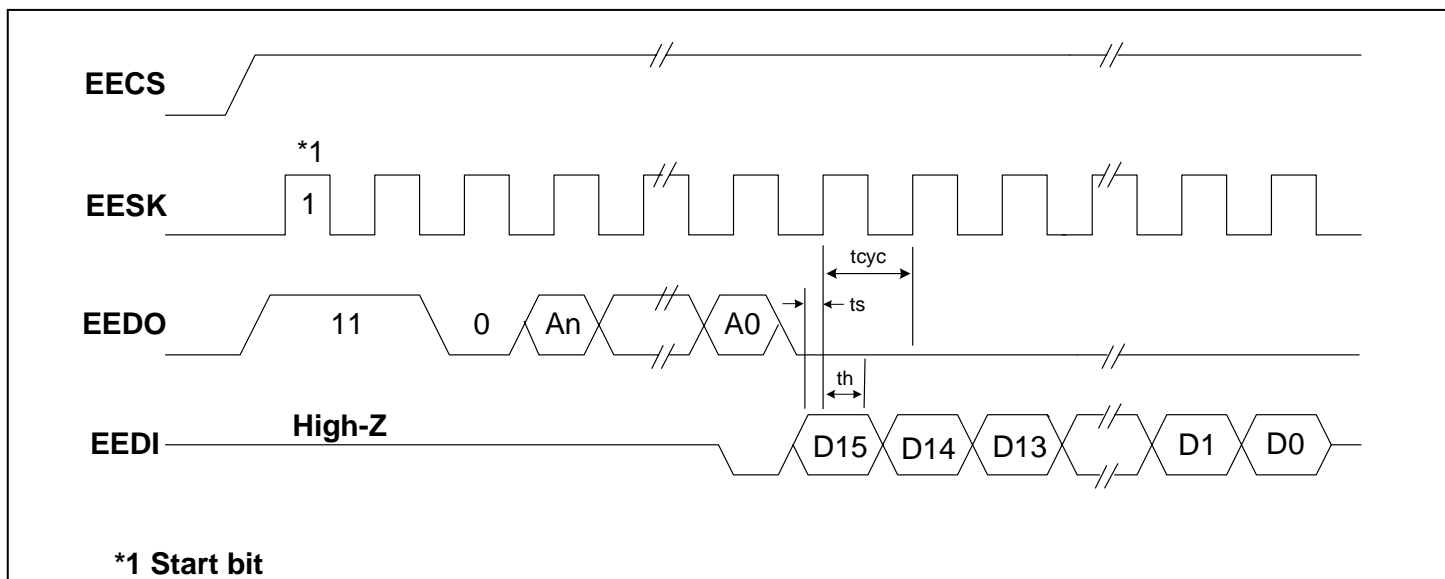 EECS
*1
EESK
1
tcyc
ts
EEDO
11
0
An
A0
th
High-Z
EEDI
D15
D14
D13
D1
D0
*1 Start bit